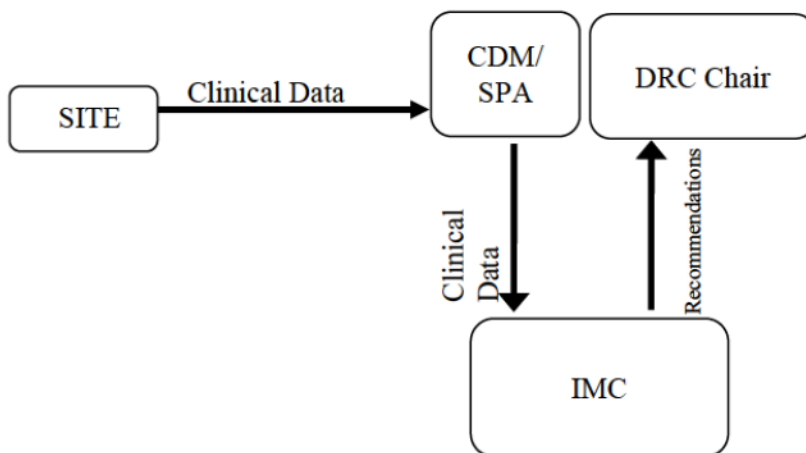 CDM/
SPA
DRC Chair
Clinical Data
SITE
Clinical
Data
Recommendations
IMC